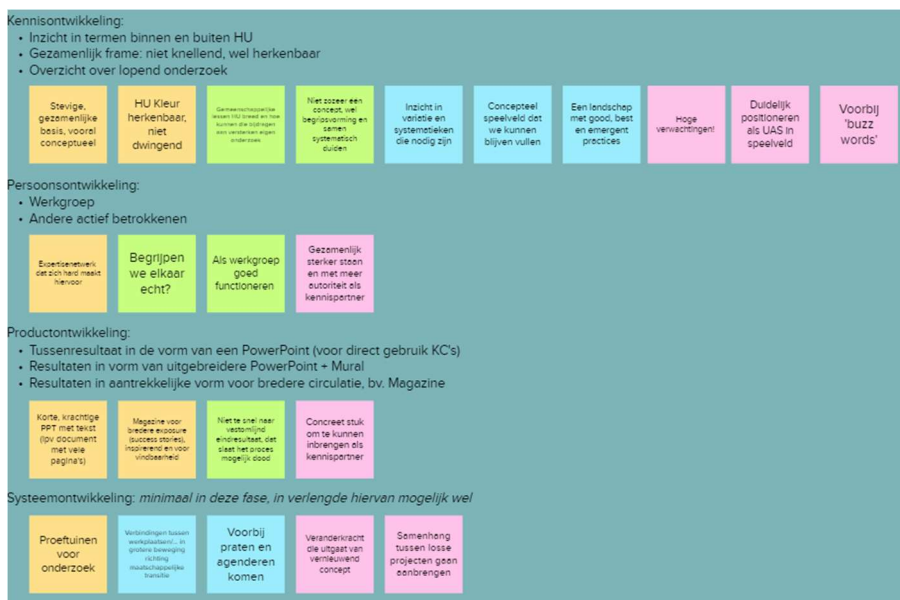 Kennisontwikkeling:
• Inzicht in termen binnen en buiten HU
• Gezamenlijk frame: niet knellend, wel herkenbaar
• Overzicht over lopend onderzoek
Stevige,
gezamenlijke
basis, vooral
conceptueel
HU Kleur
herkenbaar,
niet
dwingend
Gemeenschappelijke
lessen HU breed en hoe
kunnen die bijdragen
aan versterken eigen
onderzoek
Niet zozeer een
concept, wel
begripsvorming en
samen
systematisch
duiden
Inzicht in
variatie en
systematieken
die nodig zijn
Concepteel
speelveld dat
we kunnen
blijven vullen
Een landschap
met good, best
en emergent
practices
Hoge
verwachtingen!
Duidelijk
positioneren
als UAS in
speelveld
Voorbij
'buzz
words'
Persoonsontwikkeling:
• Werkgroep
• Andere actief betrokkenen
Expertisenetwerk
dat zich hard maakt
hiervoor
Begrijpen
we elkaar
echt?
Als werkgroep
goed
functioneren
Gezamenlijk
sterker staan
en met meer
autoriteit als
kennispartner
Productontwikkeling:
• Tussenresultaat in de vorm van een PowerPoint (voor direct gebruik KC's)
• Resultaten in vorm van uitgebreidere PowerPoint + Mural
• Resultaten in aantrekkelijke vorm voor bredere circulatie, bv. Magazine
Korte, krachtige
PPT met tekst
(ipv document
met vele
pagina's)
Magazine voor
bredere exposure
(success stories),
inspirerend en voor
vindbaarheid
Niet te snel naar
vastomlijnd
eindresultaat, dat
slaat het proces
mogelijk dood
Concreet stuk
om te kunnen
inbrengen als
kennispartner
Systeemontwikkeling: minimaal in deze fase, in verlengde hiervan mogelijk wel
Proeftuinen
voor
onderzoek
Verbindingen tussen
werkplaatsen/... in
grotere beweging
richting
maatschappelijke
transitie
Voorbij
praten en
agenderen
komen
Veranderkracht
die uitgaat van
vernieuwend
concept
Samenhang
tussen losse
projecten gaan
aanbrengen